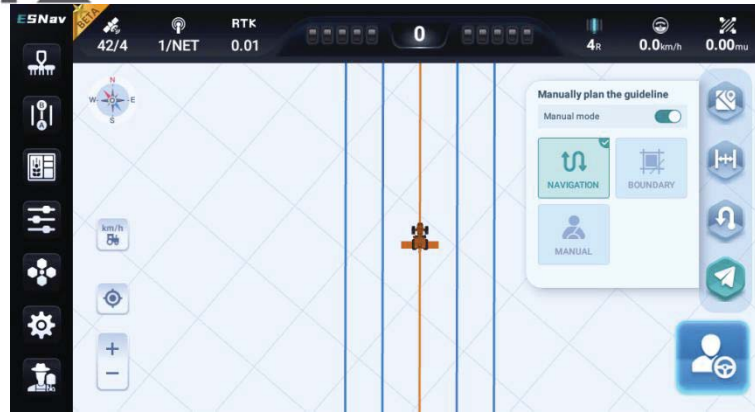 ESNav
BETA
42/4
1/NET
RTK
0.01
0
4R
0.0km/h
0.00mu
N
W
E
S
km/h
+
−
Manually plan the guideline
Manual mode
NAVIGATION
BOUNDARY
MANUAL
B
A